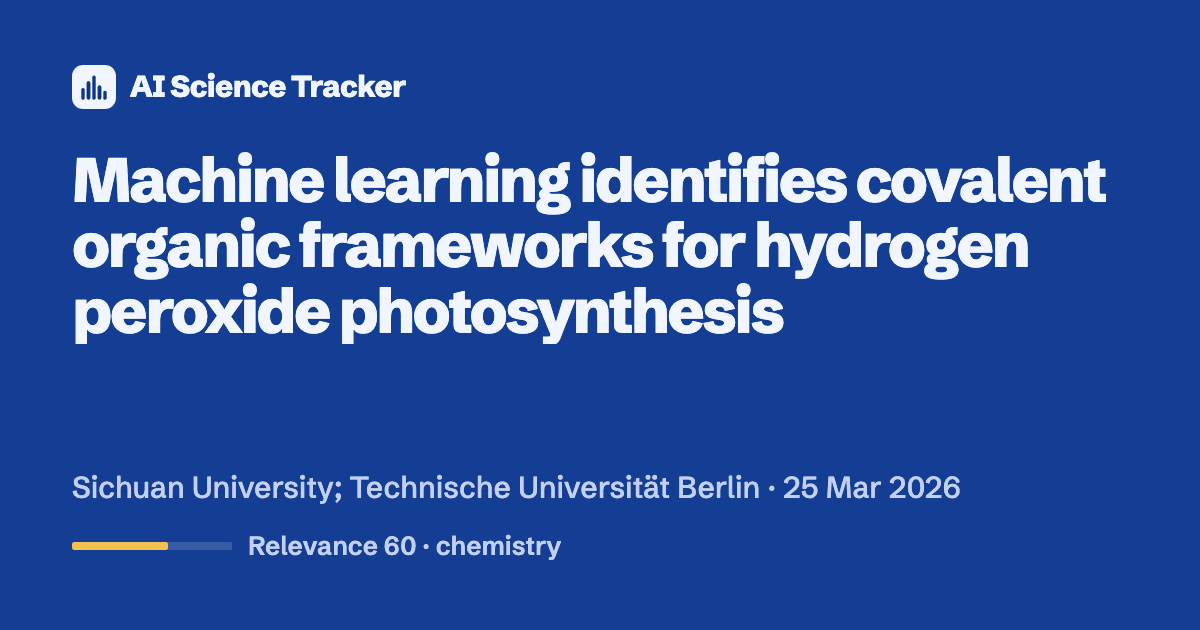 AI Science Tracker
Machine learning identifies covalent
organic frameworks for hydrogen
peroxide photosynthesis
Sichuan University; Technische Universität Berlin · 25 Mar 2026
Relevance 60 · chemistry